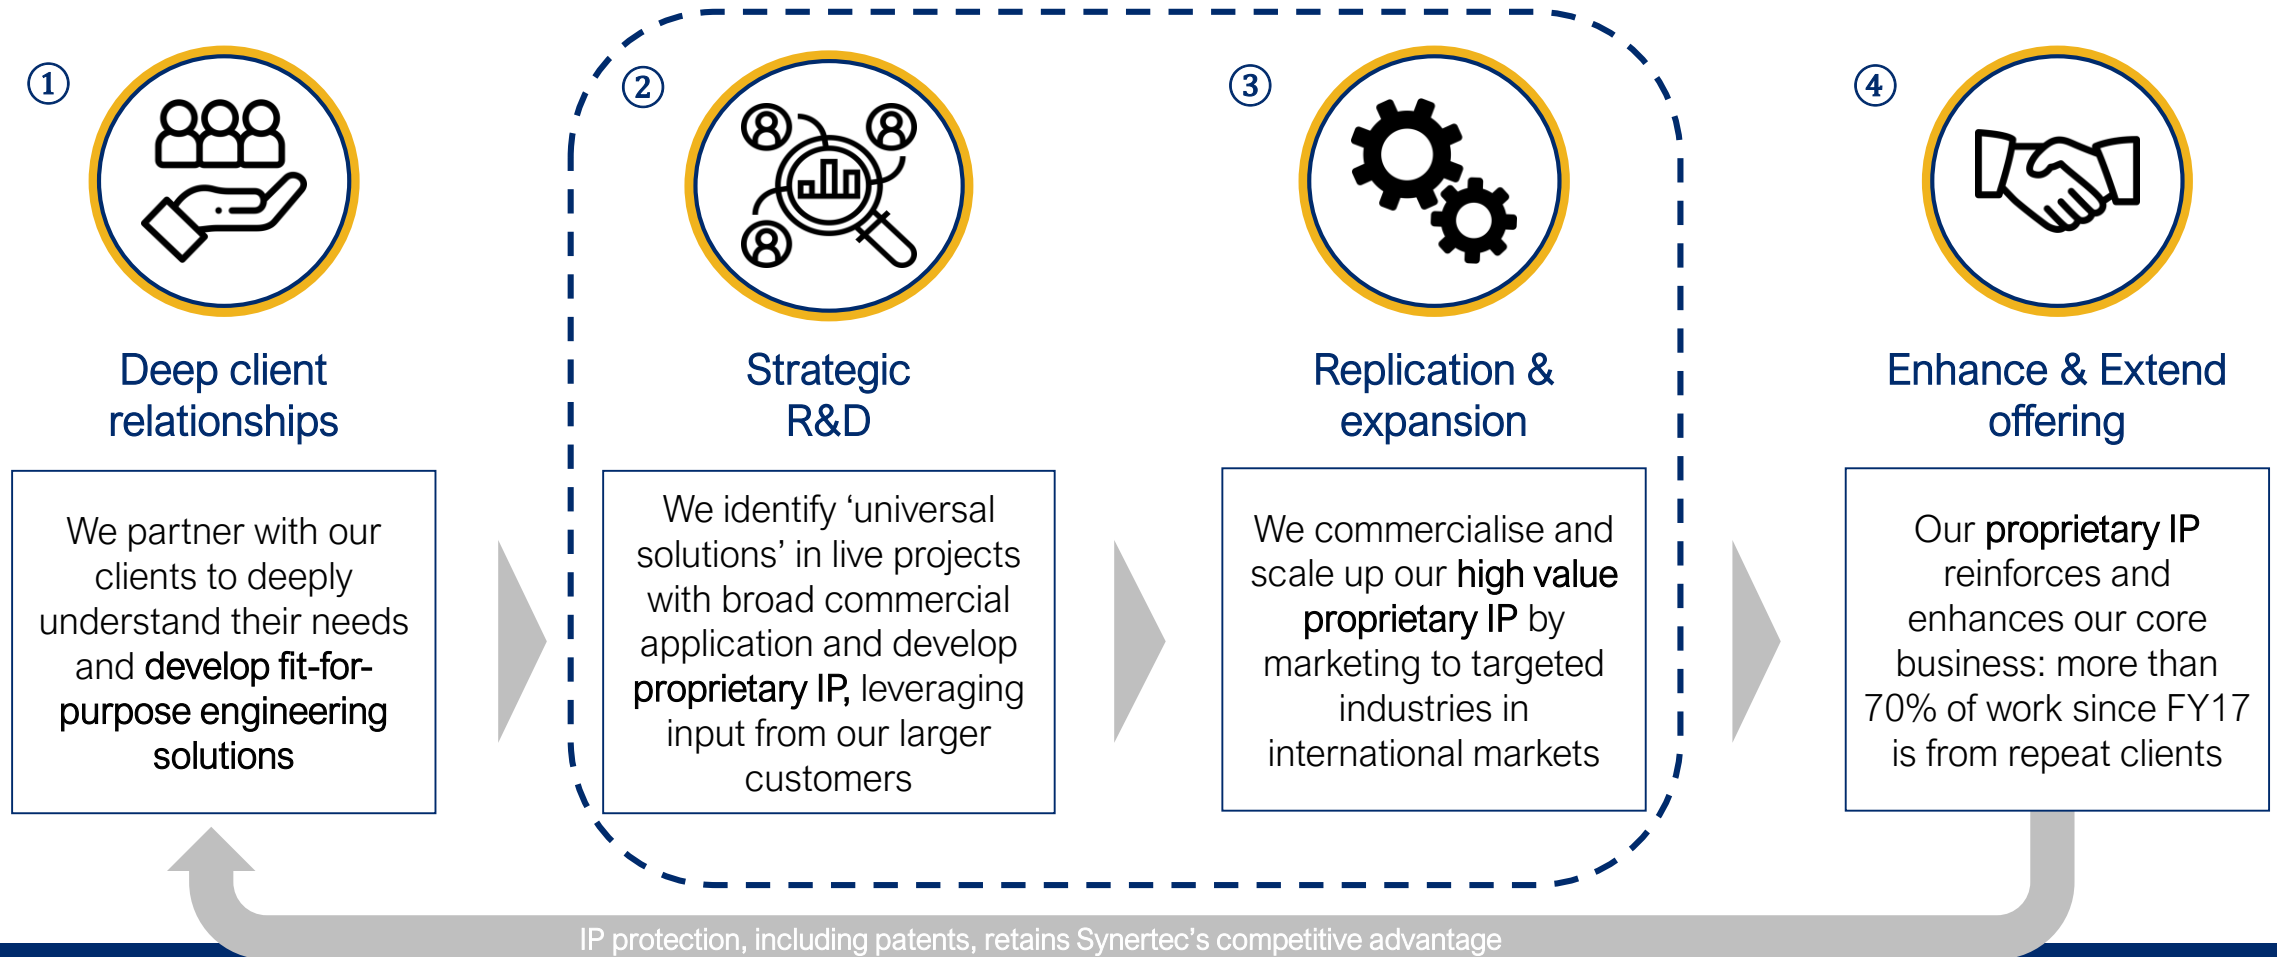 ①
Deep client
relationships
We partner with our
clients to deeply
understand their needs
and develop fit-for-
purpose engineering
solutions
②
Strategic
R&D
We identify ‘universal
solutions’ in live projects
with broad commercial
application and develop
proprietary IP, leveraging
input from our larger
customers
③
Replication &
expansion
We commercialise and
scale up our high value
proprietary IP by
marketing to targeted
industries in
international markets
④
Enhance & Extend
offering
Our proprietary IP
reinforces and
enhances our core
business: more than
70% of work since FY17
is from repeat clients
IP protection, including patents, retains Synertec’s competitive advantage